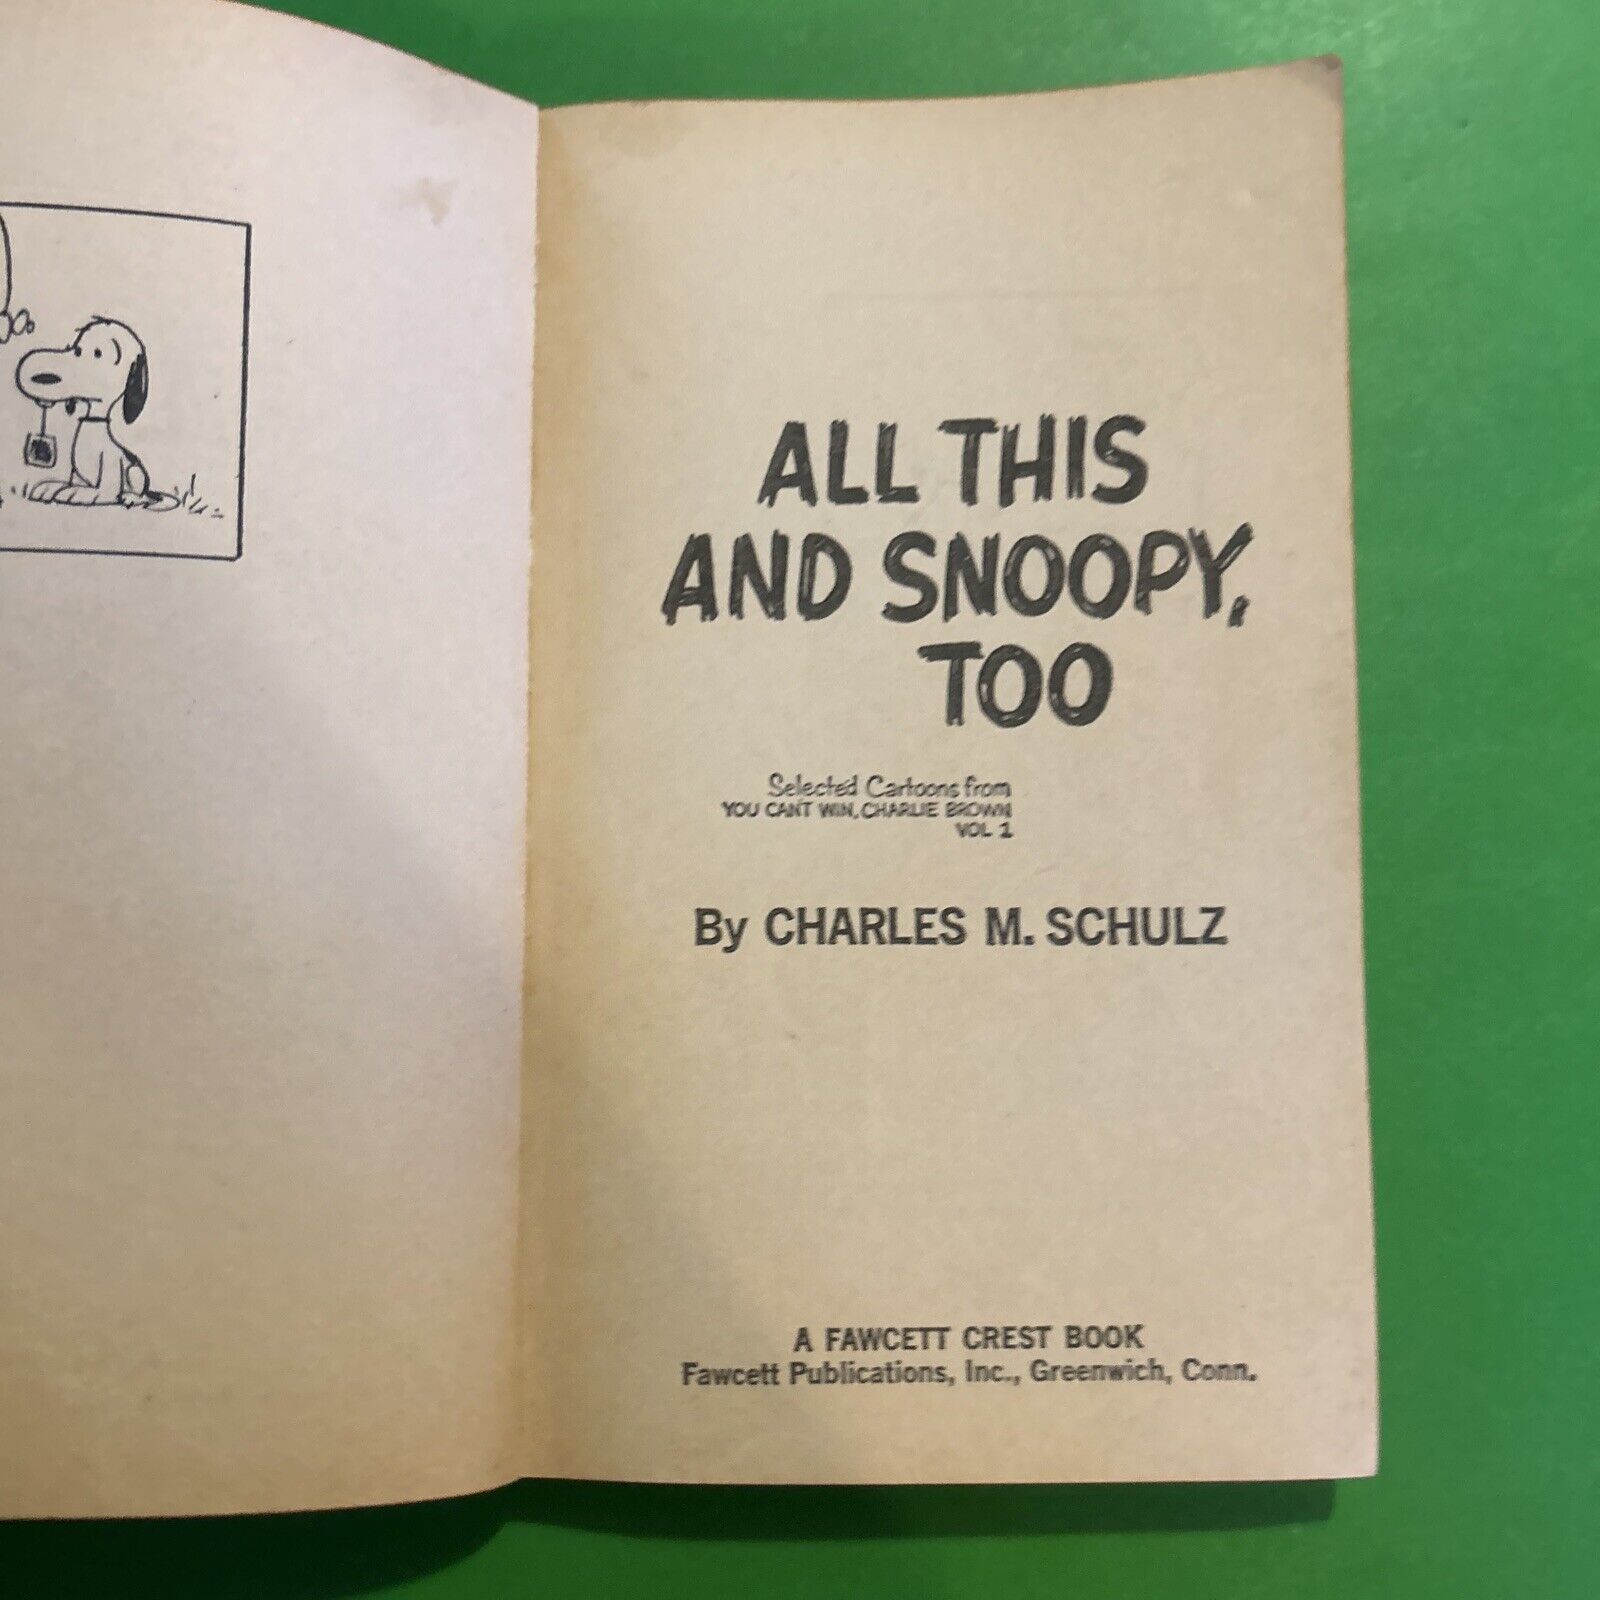 ALL THIS
AND SNOOPY,
TOO
Selected Cartoons from
YOU CAN'T WIN, CHARLIE BROWN
VOL 1
By CHARLES M. SCHULZ
A FAWCETT CREST BOOK
Fawcett Publications, Inc., Greenwich, Conn.